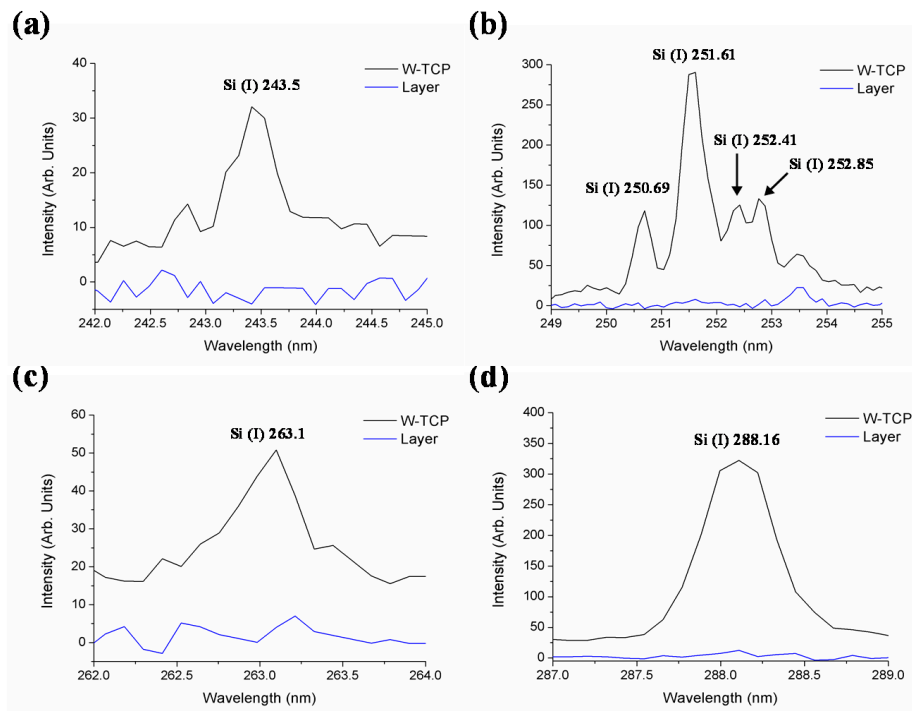 (a)
Si (I) 243.5
W-TCP
Layer
Intensity (Arb. Units)
40
30
20
10
0
242.0 242.5 243.0 243.5 244.0 244.5 245.0
Wavelength (nm)
(b)
Si (I) 251.61
W-TCP
Layer
Si (I) 252.41
Si (I) 252.85
Si (I) 250.69
Intensity (Arb. Units)
300
250
200
150
100
50
0
249 250 251 252 253 254 255
Wavelength (nm)
(c)
Si (I) 263.1
W-TCP
Layer
Intensity (Arb. Units)
60
50
40
30
20
10
0
262.0 262.5 263.0 263.5 264.0
Wavelength (nm)
(d)
Si (I) 288.16
W-TCP
Layer
Intensity (Arb. Units)
400
350
300
250
200
150
100
50
0
287.0 287.5 288.0 288.5 289.0
Wavelength (nm)